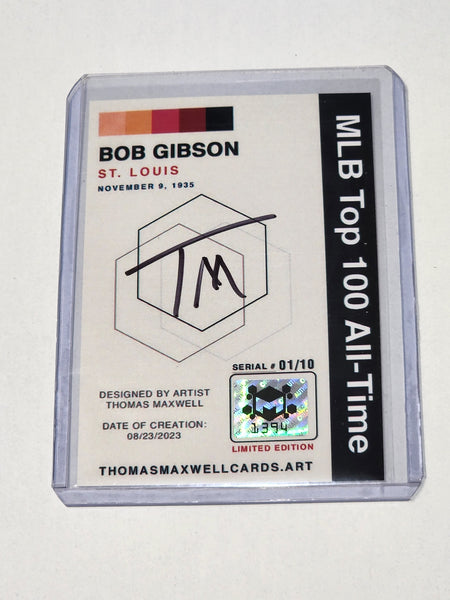 BOB GIBSON
ST. LOUIS
NOVEMBER 9, 1935
TM
SERIAL # 01/10
1394
LIMITED EDITION
DESIGNED BY ARTIST
THOMAS MAXWELL
DATE OF CREATION:
08/23/2023
THOMASMAXWELLCARDS.ART
MLB Top 100 All-Time